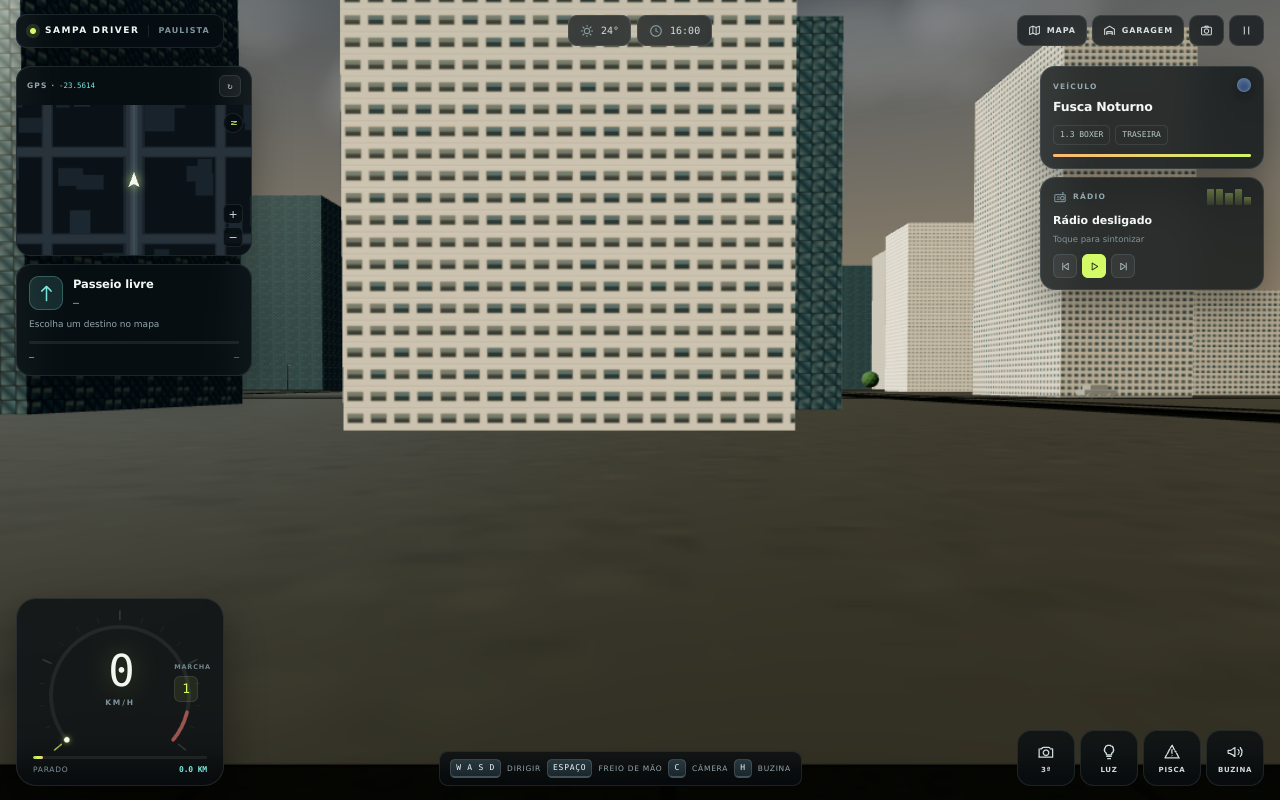 SAMPA DRIVER PAULISTA
24° 16:00
MAPA GARAGEM
GPS · -23.5614
Passeio livre
—
Escolha um destino no mapa
— —
VEÍCULO
Fusca Noturno
1.3 BOXER TRASEIRA
RÁDIO
Rádio desligado
Toque para sintonizar
0
KM/H
MARCHA
1
PARADO 0.0 KM
W A S D DIRIGIR ESPAÇO FREIO DE MÃO C CÂMERA H BUZINA
3ª LUZ PISCA BUZINA